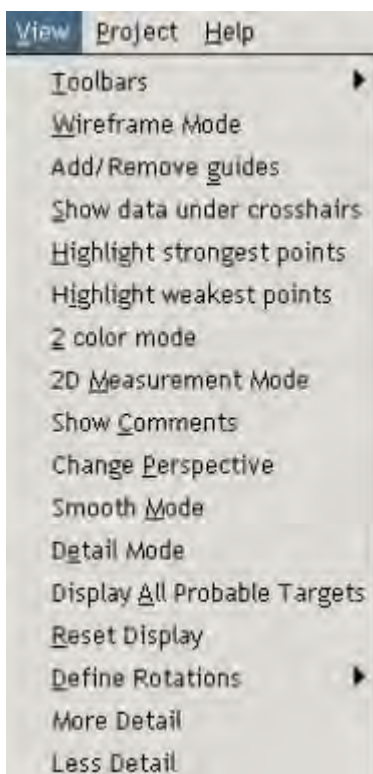 View Project Help
Toolbars
Wireframe Mode
Add/Remove guides
Show data under crosshairs
Highlight strongest points
Highlight weakest points
2 color mode
2D Measurement Mode
Show Comments
Change Perspective
Smooth Mode
Detail Mode
Display All Probable Targets
Reset Display
Define Rotations
More Detail
Less Detail